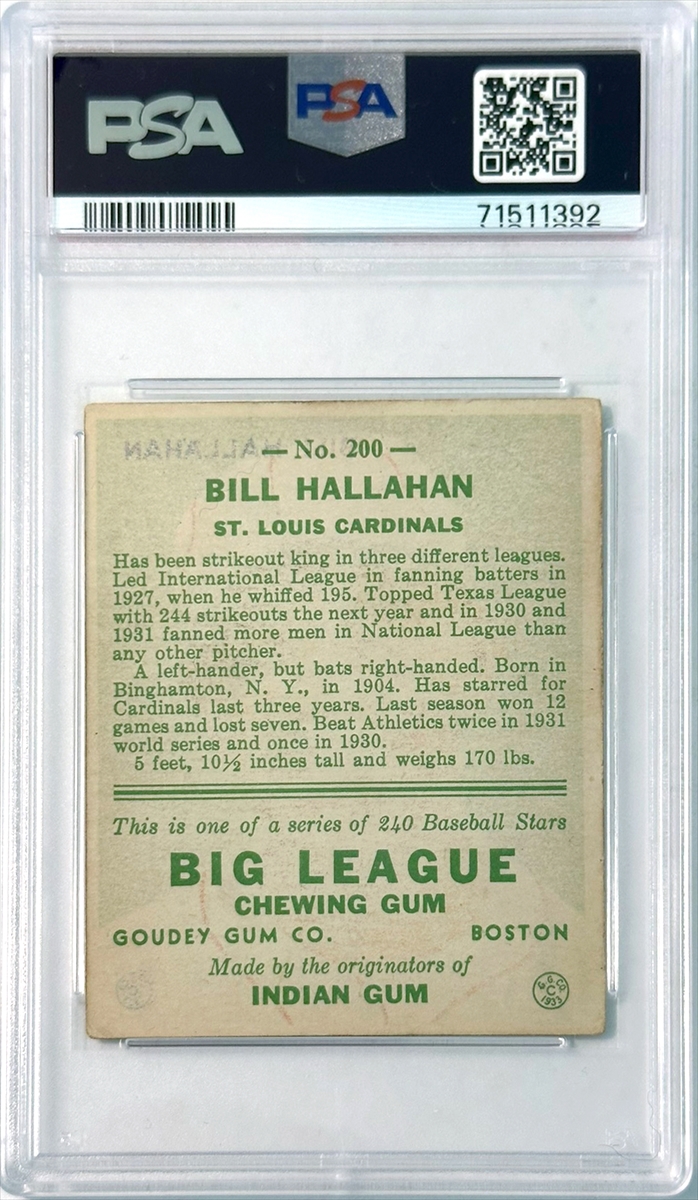 PSA
PSA
71511392
HALLAHAN
— No. 200 —
BILL HALLAHAN
ST. LOUIS CARDINALS
Has been strikeout king in three different leagues.
Led International League in fanning batters in
1927, when he whiffed 195. Topped Texas League
with 244 strikeouts the next year and in 1930 and
1931 fanned more men in National League than
any other pitcher.
A left-hander, but bats right-handed. Born in
Binghamton, N. Y., in 1904. Has starred for
Cardinals last three years. Last season won 12
games and lost seven. Beat Athletics twice in 1931
world series and once in 1930.
5 feet, 10½ inches tall and weighs 170 lbs.
This is one of a series of 240 Baseball Stars
BIG LEAGUE
CHEWING GUM
GOUDEY GUM CO. BOSTON
Made by the originators of
INDIAN GUM
G. G. CO.
C
1933